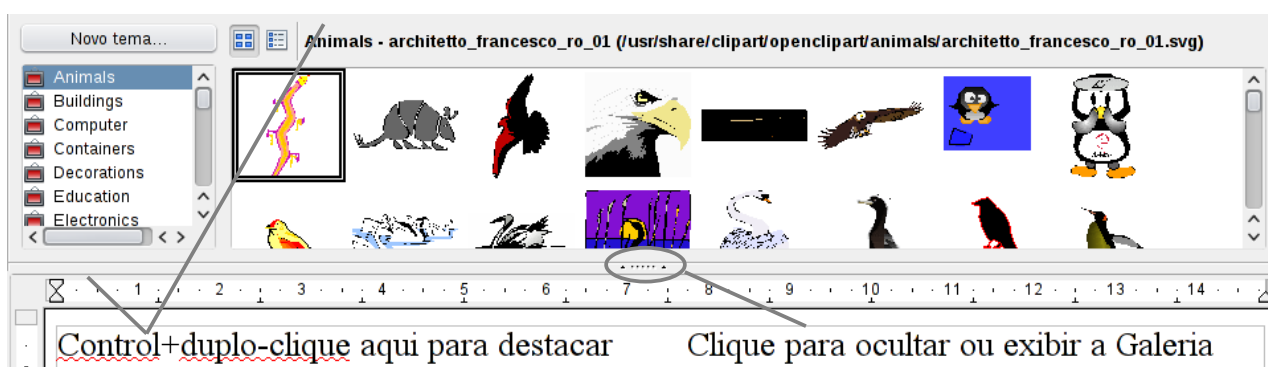 Novo tema...
Animals - architetto_francesco_ro_01 (/usr/share/clipart/openclipart/animals/architetto_francesco_ro_01.svg)
Animals
Buildings
Computer
Containers
Decorations
Education
Electronics
1 2 3 4 5 6 7 8 9 10 11 12 13 14
Control+duplo-clique aqui para destacar Clique para ocultar ou exibir a Galeria